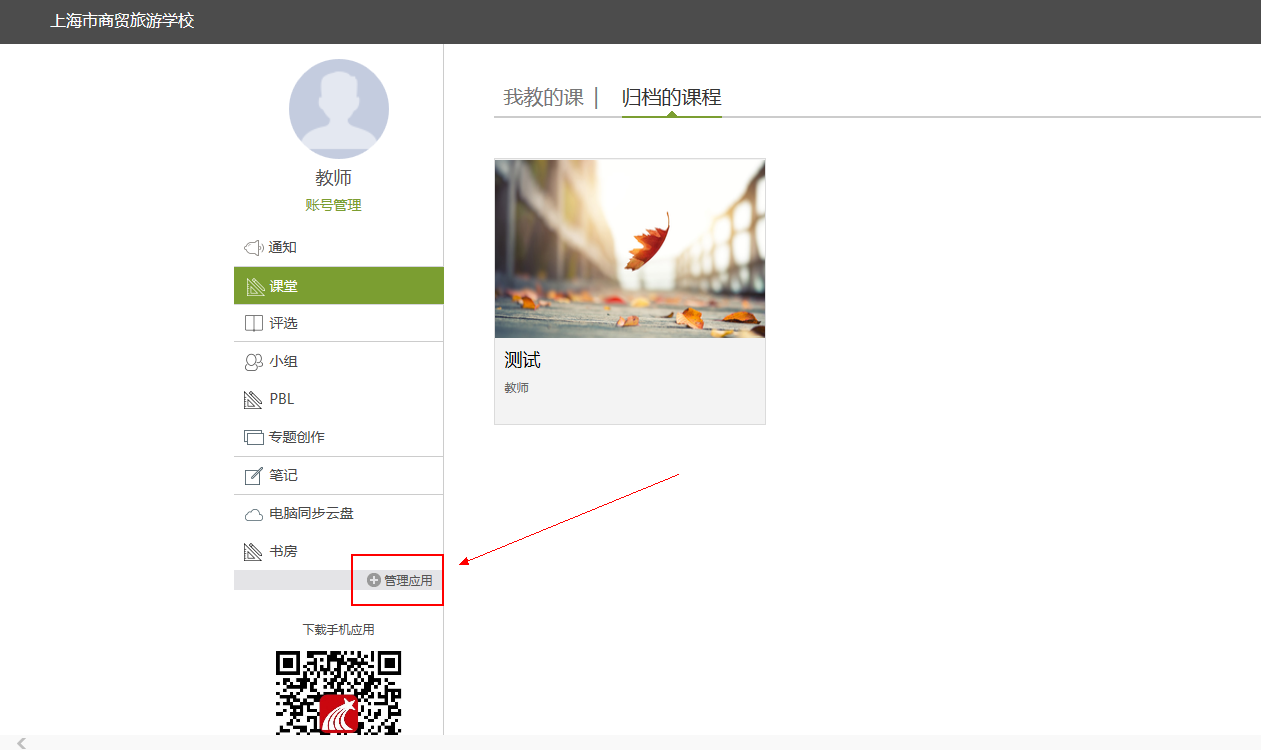 上海市商贸旅游学校
教师
账号管理
通知
课堂
评选
小组
PBL
专题创作
笔记
电脑同步云盘
书房
管理应用
下载手机应用
我教的课 | 归档的课程
测试
教师